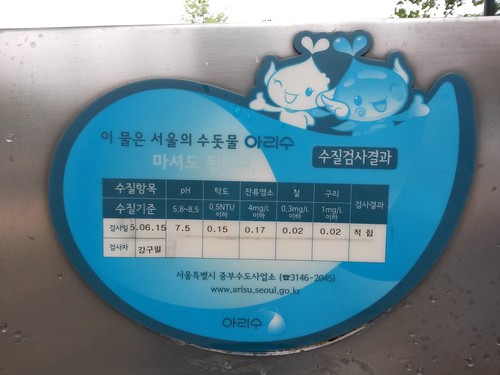 이 물은 서울의 수돗물 아리수
마셔도
수질검사결과
수질항목 pH 탁도 잔류염소 철 구리 검사결과
수질기준 5.8~8.5 0.5NTU 이하 4mg/L 이하 0.3mg/L 이하 1mg/L 이하
검사일 5.06.15 7.5 0.15 0.17 0.02 0.02 적 합
검사자 강구일
서울특별시 중부수도사업소 (☎3146-2045)
www.arisu.seoul.go.kr
아리수